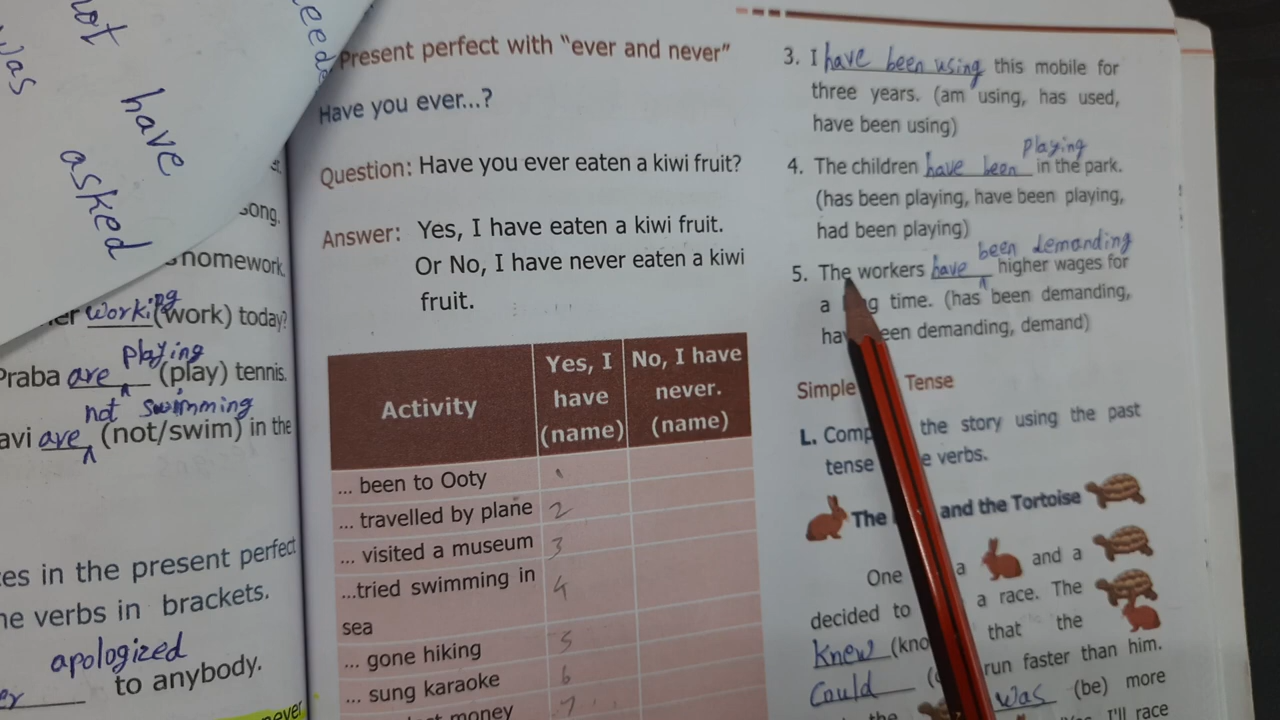 not
was
have
asked
song.
homework.
working (work) today?
playing
Praba are (play) tennis.
not swimming
avi are (not/swim) in the
es in the present perfect
verbs in brackets.
apologized
to anybody.
never
Present perfect with "ever and never"
Have you ever...?
Question: Have you ever eaten a kiwi fruit?
Answer: Yes, I have eaten a kiwi fruit.
Or No, I have never eaten a kiwi
fruit.
Activity
Yes, I
have
(name)
No, I have
never.
(name)
... been to Ooty
... travelled by plane 2
... visited a museum 3
...tried swimming in 4
sea
... gone hiking 5
... sung karaoke 6
money 7
3. I have been using this mobile for
three years. (am using, has used,
have been using)
playing
4. The children have been in the park.
(has been playing, have been playing,
had been playing)
been demanding
5. The workers have higher wages for
a time. (has been demanding,
demanding, demand)
Simple Tense
L. the story using the past
tense verbs.
The and the Tortoise
One a and a
decided to a race. The
Knew that the
Could run faster than him.
was (be) more
the I'll race